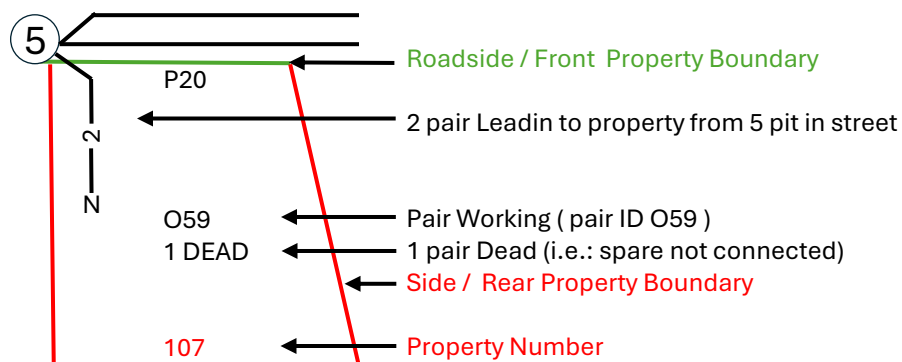 5
Roadside / Front Property Boundary
P20
2 pair Leadin to property from 5 pit in street
2
N
O59
Pair Working ( pair ID O59 )
1 DEAD
1 pair Dead (i.e.: spare not connected)
Side / Rear Property Boundary
107
Property Number